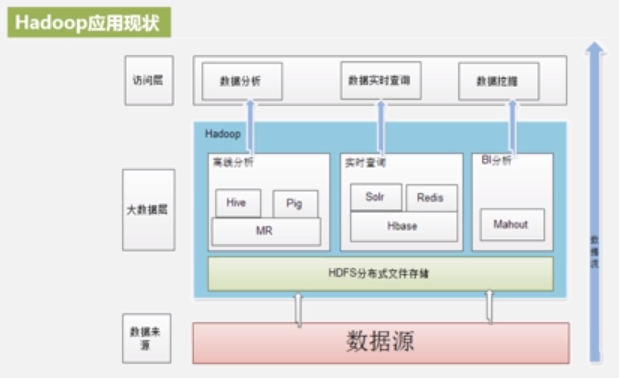 Hadoop应用现状
访问层
数据分析
数据实时查询
数据挖掘
Hadoop
大数据层
离线分析
实时查询
BI分析
Hive
Pig
MR
Solr
Redis
Hbase
Mahout
HDFS分布式文件存储
数据来
源
数据源
数
据
流